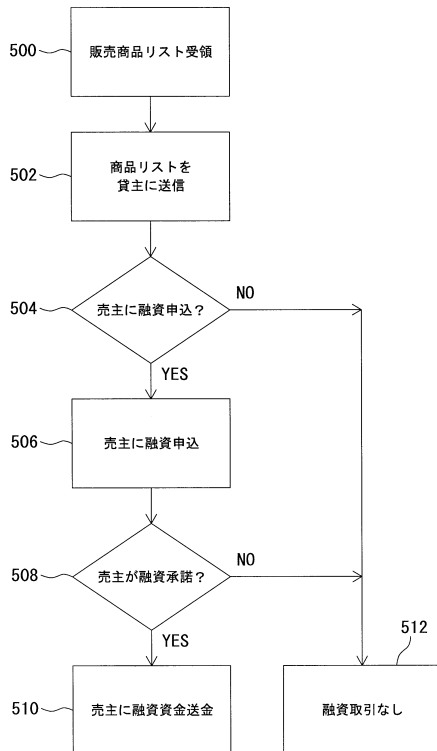 500
販売商品リスト受領
502
商品リストを
貸主に送信
504
売主に融資申込？
NO
YES
506
売主に融資申込
508
売主が融資承諾？
NO
YES
510
売主に融資資金送金
512
融資取引なし